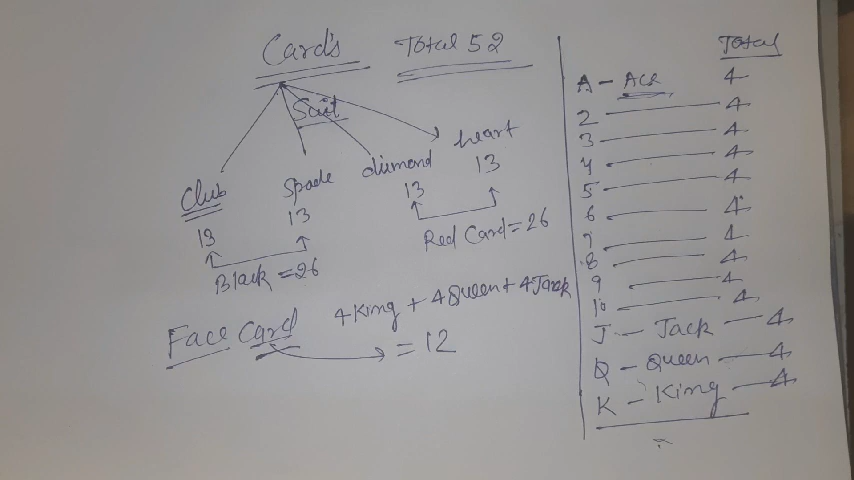 Cards Total 52
Suit
Club spade diamond heart
13 13 13 13
Black = 26 Red Card = 26
Face Card 4 King + 4 Queen + 4 Jack
= 12
Total
A - ACE 4
2 4
3 4
4 4
5 4
6 4
7 4
8 4
9 4
10 4
J - Jack - 4
Q - Queen - 4
K - King - 4